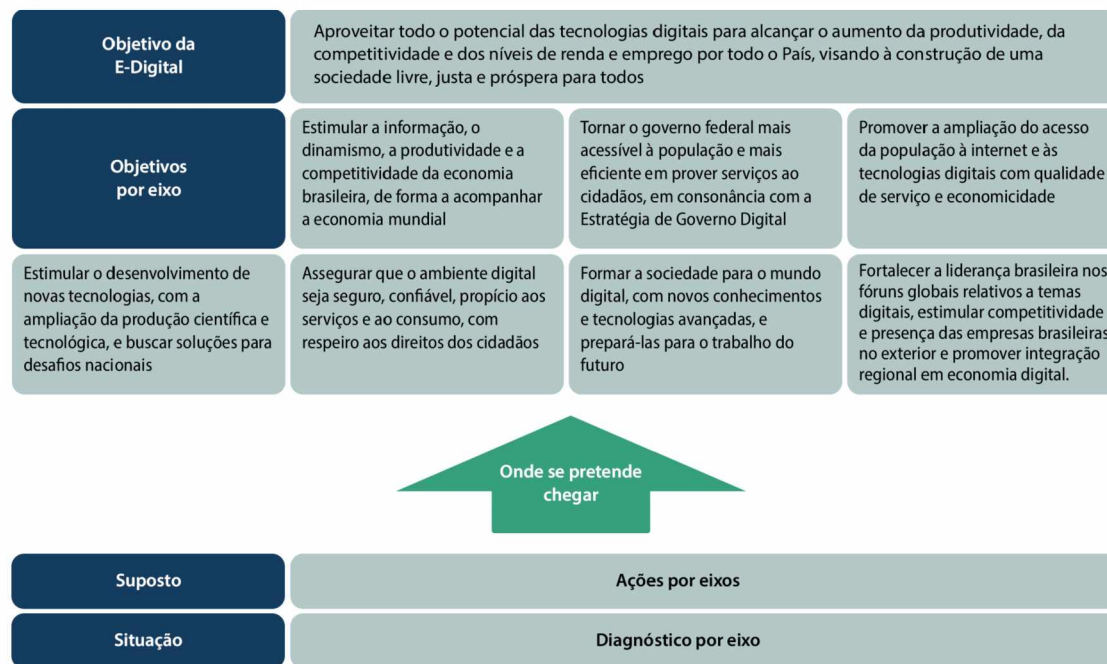 Objetivo da
E-Digital
Aproveitar todo o potencial das tecnologias digitais para alcançar o aumento da produtividade, da
competitividade e dos níveis de renda e emprego por todo o País, visando à construção de uma
sociedade livre, justa e próspera para todos
Objetivos
por eixo
Estimular a informação, o
dinamismo, a produtividade e a
competitividade da economia
brasileira, de forma a acompanhar
a economia mundial
Tornar o governo federal mais
acessível à população e mais
eficiente em prover serviços ao
cidadãos, em consonância com a
Estratégia de Governo Digital
Promover a ampliação do acesso
da população à internet e às
tecnologias digitais com qualidade
de serviço e economicidade
Estimular o desenvolvimento de
novas tecnologias, com a
ampliação da produção científica e
tecnológica, e buscar soluções para
desafios nacionais
Assegurar que o ambiente digital
seja seguro, confiável, propício aos
serviços e ao consumo, com
respeiro aos direitos dos cidadãos
Formar a sociedade para o mundo
digital, com novos conhecimentos
e tecnologias avançadas, e
prepará-las para o trabalho do
futuro
Fortalecer a liderança brasileira nos
fóruns globais relativos a temas
digitais, estimular competitividade
e presença das empresas brasileiras
no exterior e promover integração
regional em economia digital.
Onde se pretende
chegar
Suposto
Ações por eixos
Situação
Diagnóstico por eixo